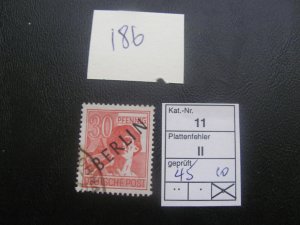 186
30 PFENNIG
BERLIN
DEUTSCHE POST
Kat.-Nr.
11
Plattenfehler
II
geprüft
45